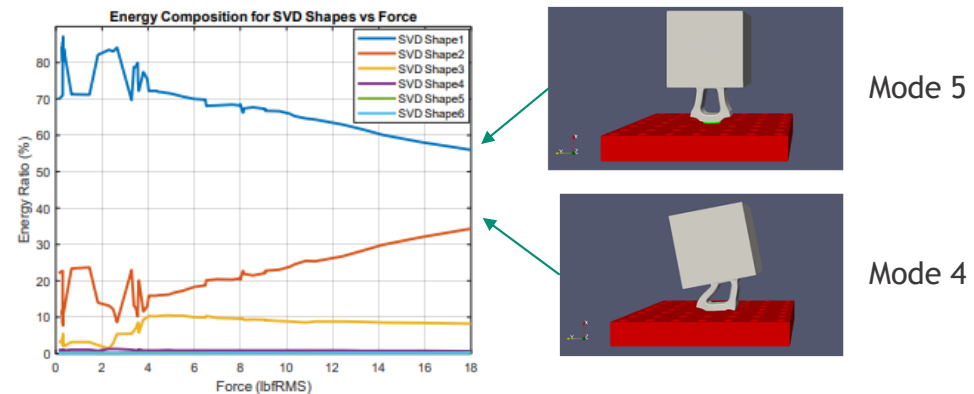 Energy Composition for SVD Shapes vs Force
SVD Shape1
SVD Shape2
SVD Shape3
SVD Shape4
SVD Shape5
SVD Shape6
Energy Ratio (%)
80
70
60
50
40
30
20
10
0
0 2 4 6 8 10 12 14 16 18
Force (lbfRMS)
Mode 5
Mode 4